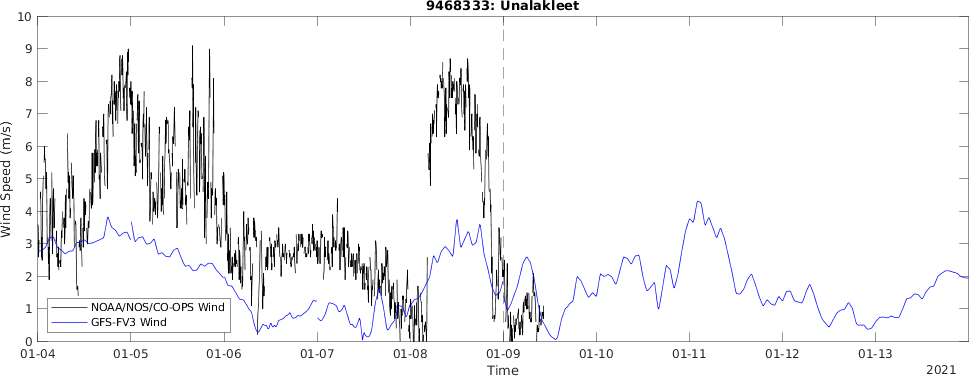 9468333: Unalakleet
Wind Speed (m/s)
10
9
8
7
6
5
4
3
2
1
0
NOAA/NOS/CO-OPS Wind
GFS-FV3 Wind
01-04 01-05 01-06 01-07 01-08 01-09 01-10 01-11 01-12 01-13
Time
2021